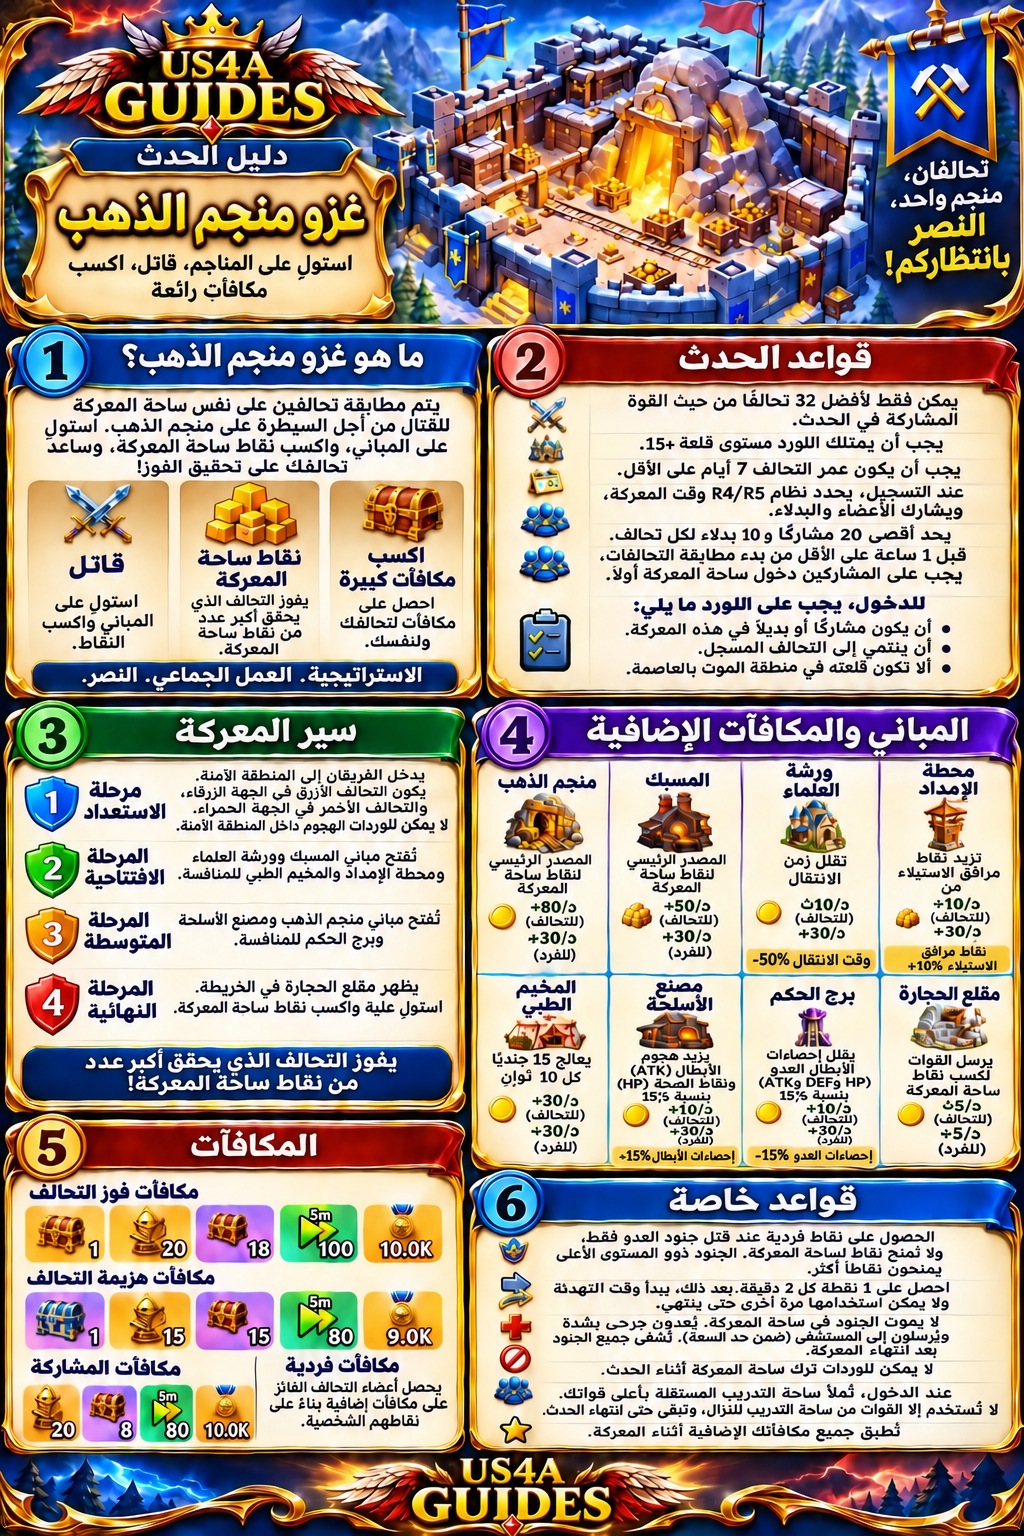 US4A
GUIDES
دليل الحدث
غزو منجم الذهب
استولِ على المناجم، قاتل، اكسب
مكافآت رائعة
تحالفان،
منجم واحد،
النصر
بانتظاركم!
1
ما هو غزو منجم الذهب؟
يتم مطابقة تحالفين على نفس ساحة المعركة
للقتال من أجل السيطرة على منجم الذهب. استولِ
على المباني، واكسب نقاط ساحة المعركة، وساعد
تحالفك على تحقيق الفوز!
اكسب
مكافآت كبيرة
احصل على
مكافآت لتحالفك
ولنفسك.
نقاط ساحة
المعركة
يفوز التحالف الذي
يحقق أكبر عدد
من نقاط ساحة
المعركة.
قاتل
استولِ على
المباني واكسب
النقاط.
الاستراتيجية. العمل الجماعي. النصر.
2
قواعد الحدث
يمكن فقط لأفضل 32 تحالفًا من حيث القوة
المشاركة في الحدث.
يجب أن يمتلك اللورد مستوى قلعة +15.
يجب أن يكون عمر التحالف 7 أيام على الأقل.
عند التسجيل، يحدد نظام R4/R5 وقت المعركة،
ويشارك الأعضاء والبدلاء.
يحد أقصى 20 مشاركًا و 10 بدلاء لكل تحالف.
قبل 1 ساعة على الأقل من بدء مطابقة التحالفات،
يجب على المشاركين دخول ساحة المعركة أولاً.
للدخول، يجب على اللورد ما يلي:
• أن يكون مشاركًا أو بديلاً في هذه المعركة.
• أن ينتمي إلى التحالف المسجل.
• ألا تكون قلعته في منطقة الموت بالعاصمة.
3
سير المعركة
1
مرحلة
الاستعداد
يدخل الفريقان إلى المنطقة الآمنة.
يكون التحالف الأزرق في الجهة الزرقاء،
والتحالف الأحمر في الجهة الحمراء.
لا يمكن للوردات الهجوم داخل المنطقة الآمنة.
2
المرحلة
الافتتاحية
تُفتح مباني المسبك وورشة العلماء
ومحطة الإمداد والمخيم الطبي للمنافسة.
3
المرحلة
المتوسطة
تُفتح مباني منجم الذهب ومصنع الأسلحة
وبرج الحكم للمنافسة.
4
المرحلة
النهائية
يظهر مقلع الحجارة في الخريطة.
استولِ علية واكسب نقاط ساحة المعركة.
يفوز التحالف الذي يحقق أكبر عدد
من نقاط ساحة المعركة!
4
المباني والمكافآت الإضافية
محطة
الإمداد
تزيد نقاط
مرافق الاستيلاء
من
+10/د
(للتحالف)
+30/د
نقاط مرافق
الاستيلاء 10%+
ورشة
العلماء
تقلل زمن
الانتقال
10/ث
(للتحالف)
+30/د
وقت الانتقال 50%-
المسبك
المصدر الرئيسي
لنقاط ساحة
المعركة
+50/د
(للتحالف)
+30/د
(للفرد)
منجم الذهب
المصدر الرئيسي
لنقاط ساحة
المعركة
+80/د
(للتحالف)
+30/د
(للفرد)
مقلع الحجارة
يرسل القوات
لكسب نقاط
ساحة المعركة
5/ث
(للتحالف)
+5/د
(للفرد)
برج الحكم
يقلل إحصاءات
الأبطال العدو
(HP وDEF وATK)
بنسبة 15%
+10/د
(للتحالف)
+30/د
(للفرد)
إحصاءات العدو 15%-
مصنع
الأسلحة
يزيد هجوم
الأبطال (ATK)
ونقاط الصحة (HP)
بنسبة 15%
+10/د
(للتحالف)
+30/د
(للفرد)
إحصاءات الأبطال 15%+
المخيم
الطبي
يعالج 15 جنديًا
كل 10 ثوانٍ
+30/د
(للتحالف)
+30/د
(للفرد)
5
المكافآت
مكافآت فوز التحالف
1
20
18
5m
100
10.0K
مكافآت هزيمة التحالف
1
15
15
5m
80
9.0K
مكافآت المشاركة
20
8
5m
80
10.0K
مكافآت فردية
يحصل أعضاء التحالف الفائز
على مكافآت إضافية بناءً على
نقاطهم الشخصية.
6
قواعد خاصة
الحصول على نقاط فردية عند قتل جنود العدو فقط،
ولا تُمنح نقاط لساحة المعركة. الجنود ذوو المستوى الأعلى
يمنحون نقاطاً أكثر.
احصل على 1 نقطة كل 2 دقيقة.بعد ذلك، يبدأ وقت التهدئة
ولا يمكن استخدامها مرة أخرى حتى ينتهي.
لا يموت الجنود في ساحة المعركة. يُعدون جرحى بشدة
ويُرسلون إلى المستشفى (ضمن حد السعة). تُشفى جميع الجنود
بعد انتهاء المعركة.
لا يمكن للوردات ترك ساحة المعركة أثناء الحدث.
عند الدخول، تُملأ ساحة التدريب المستقلة بأعلى قواتك.
لا تُستخدم إلا القوات من ساحة التدريب للنزال، وتبقى حتى انتهاء الحدث.
تُطبق جميع مكافآتك الإضافية أثناء المعركة.
US4A
GUIDES